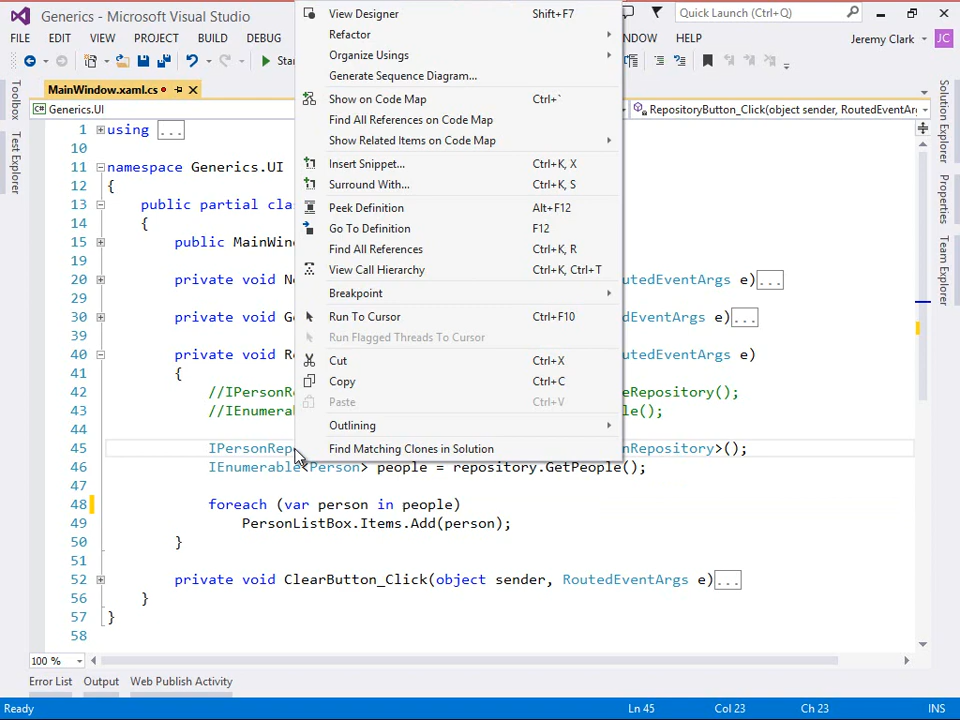 Generics - Microsoft Visual Studio
Quick Launch (Ctrl+Q)
FILE EDIT VIEW PROJECT BUILD DEBUG
NDOW HELP
Jeremy Clark JC
MainWindow.xaml.cs
Generics.UI
RepositoryButton_Click(object sender, RoutedEventAr
Toolbox
Test Explorer
Solution Explorer
Properties
Team Explorer
View Designer Shift+F7
Refactor
Organize Usings
Generate Sequence Diagram...
Show on Code Map Ctrl+`
Find All References on Code Map
Show Related Items on Code Map
Insert Snippet... Ctrl+K, X
Surround With... Ctrl+K, S
Peek Definition Alt+F12
Go To Definition F12
Find All References Ctrl+K, R
View Call Hierarchy Ctrl+K, Ctrl+T
Breakpoint
Run To Cursor Ctrl+F10
Run Flagged Threads To Cursor
Cut Ctrl+X
Copy Ctrl+C
Paste Ctrl+V
Outlining
Find Matching Clones in Solution
1 using ...
10
11 namespace Generics.UI
12 {
13 public partial clas
14 {
15 public MainWin
20 private void N utedEventArgs e)...
29
30 private void G utedEventArgs e)...
39
40 private void R utedEventArgs e)
41 {
42 //IPersonRe eRepository();
43 //IEnumera le();
44
45 IPersonRep nRepository>();
46 IEnumerable<Person> people = repository.GetPeople();
47
48 foreach (var person in people)
49 PersonListBox.Items.Add(person);
50 }
51
52 private void ClearButton_Click(object sender, RoutedEventArgs e)...
56 }
57 }
58
100 %
Error List Output Web Publish Activity
Ready Ln 45 Col 23 Ch 23 INS